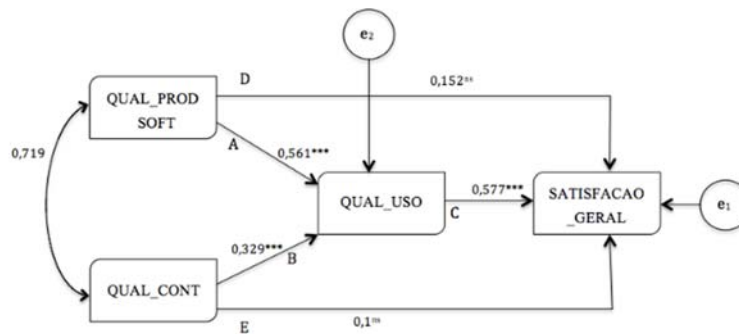 e₂
D
0,152ⁿˢ
QUAL_PROD
SOFT
0,719
A
0,561***
QUAL_USO
0,577***
C
SATISFACAO
_GERAL
e₁
0,329***
B
QUAL_CONT
E
0,1ⁿˢ